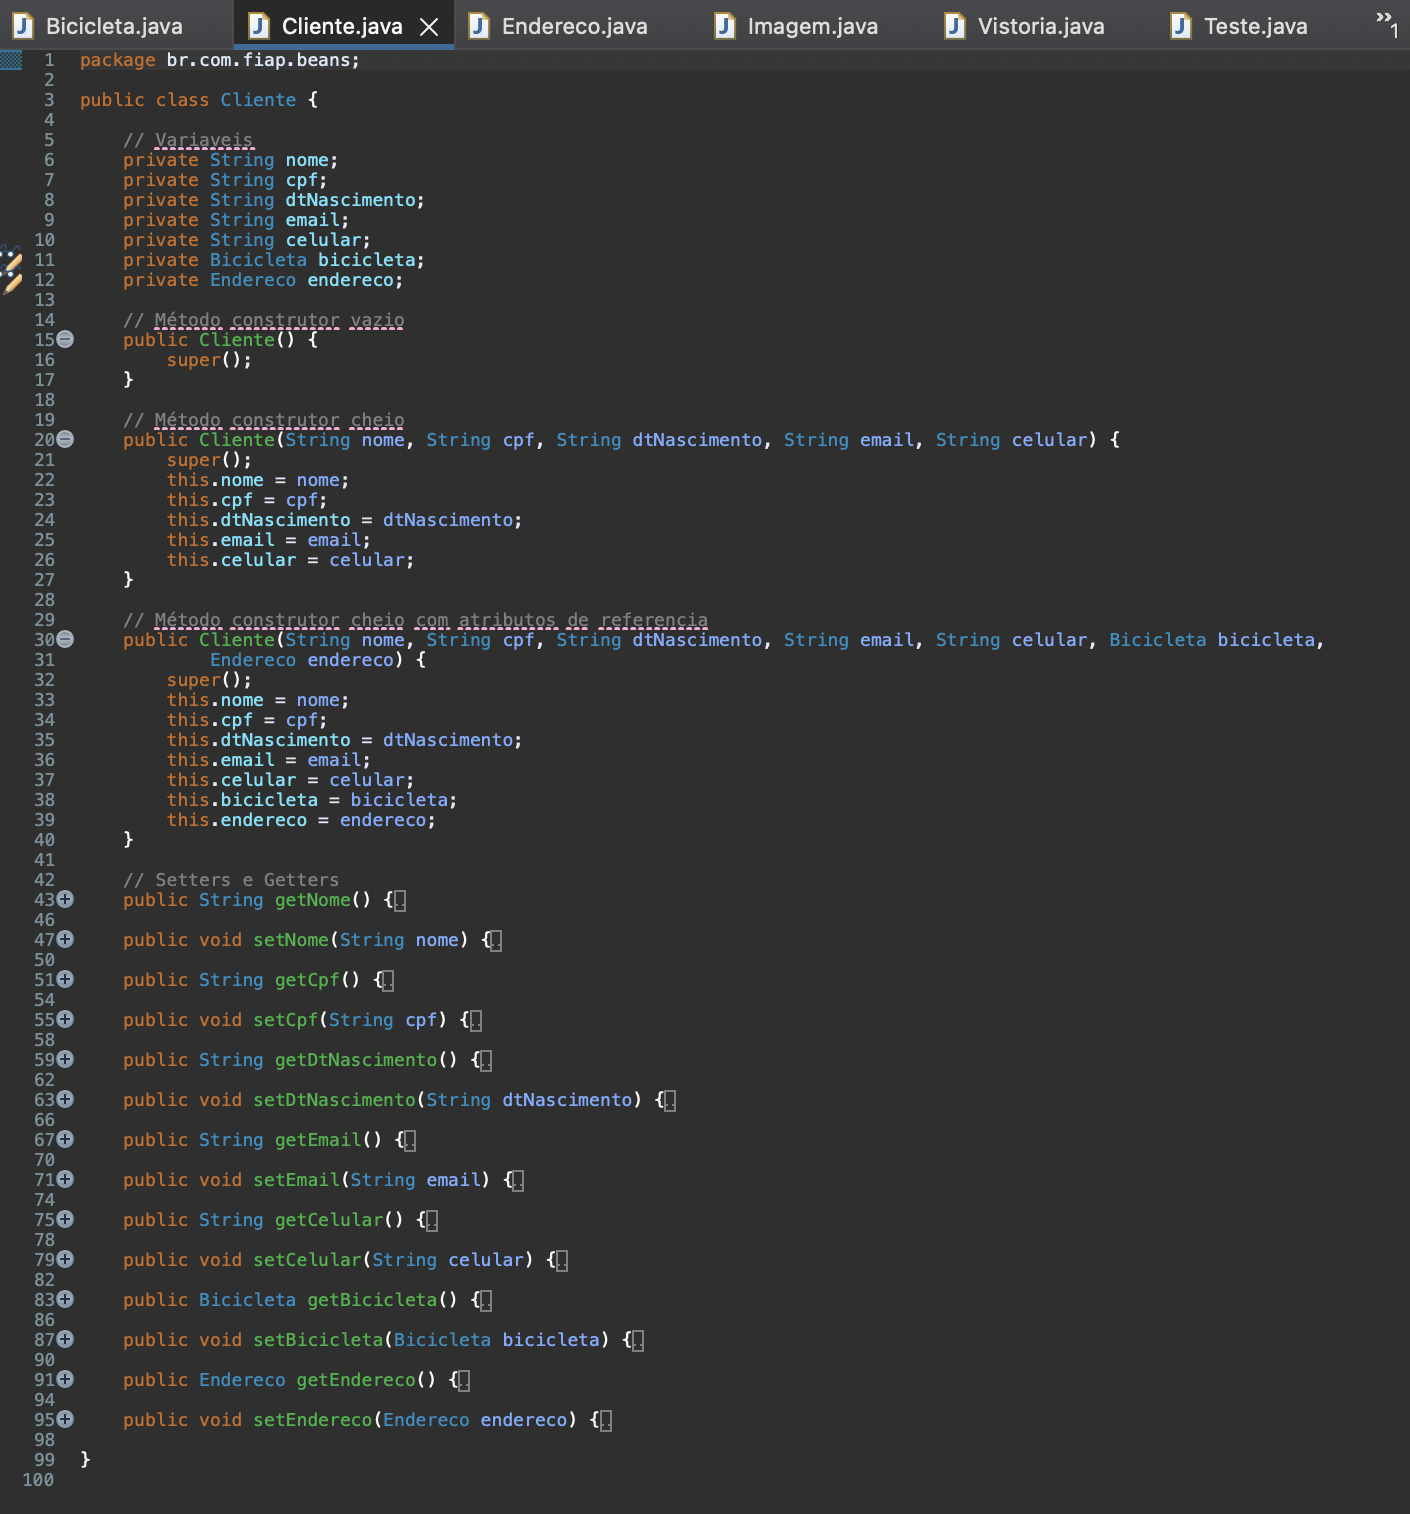 Bicicleta.java Cliente.java Endereco.java Imagem.java Vistoria.java Teste.java »1
1 package br.com.fiap.beans;
2
3 public class Cliente {
4
5 // Variaveis
6 private String nome;
7 private String cpf;
8 private String dtNascimento;
9 private String email;
10 private String celular;
11 private Bicicleta bicicleta;
12 private Endereco endereco;
13
14 // Método construtor vazio
15 public Cliente() {
16 super();
17 }
18
19 // Método construtor cheio
20 public Cliente(String nome, String cpf, String dtNascimento, String email, String celular) {
21 super();
22 this.nome = nome;
23 this.cpf = cpf;
24 this.dtNascimento = dtNascimento;
25 this.email = email;
26 this.celular = celular;
27 }
28
29 // Método construtor cheio com atributos de referencia
30 public Cliente(String nome, String cpf, String dtNascimento, String email, String celular, Bicicleta bicicleta,
31 Endereco endereco) {
32 super();
33 this.nome = nome;
34 this.cpf = cpf;
35 this.dtNascimento = dtNascimento;
36 this.email = email;
37 this.celular = celular;
38 this.bicicleta = bicicleta;
39 this.endereco = endereco;
40 }
41
42 // Setters e Getters
43 public String getNome() {..
46
47 public void setNome(String nome) {..
50
51 public String getCpf() {..
54
55 public void setCpf(String cpf) {..
58
59 public String getDtNascimento() {..
62
63 public void setDtNascimento(String dtNascimento) {..
66
67 public String getEmail() {..
70
71 public void setEmail(String email) {..
74
75 public String getCelular() {..
78
79 public void setCelular(String celular) {..
82
83 public Bicicleta getBicicleta() {..
86
87 public void setBicicleta(Bicicleta bicicleta) {..
90
91 public Endereco getEndereco() {..
94
95 public void setEndereco(Endereco endereco) {..
98
99 }
100